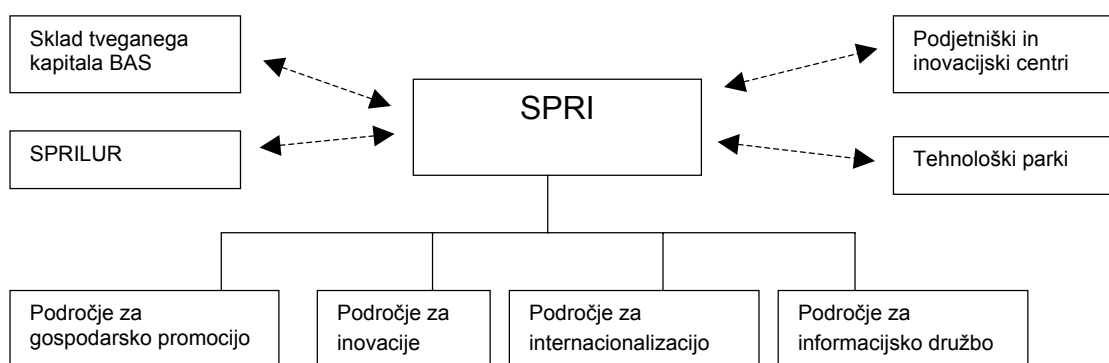 Sklad tveganega
kapitala BAS
SPRI
Podjetniški in
inovacijski centri
SPRILUR
Tehnološki parki
Področje za
gospodarsko promocijo
Področje za
inovacije
Področje za
internacionalizacijo
Področje za
informacijsko družbo